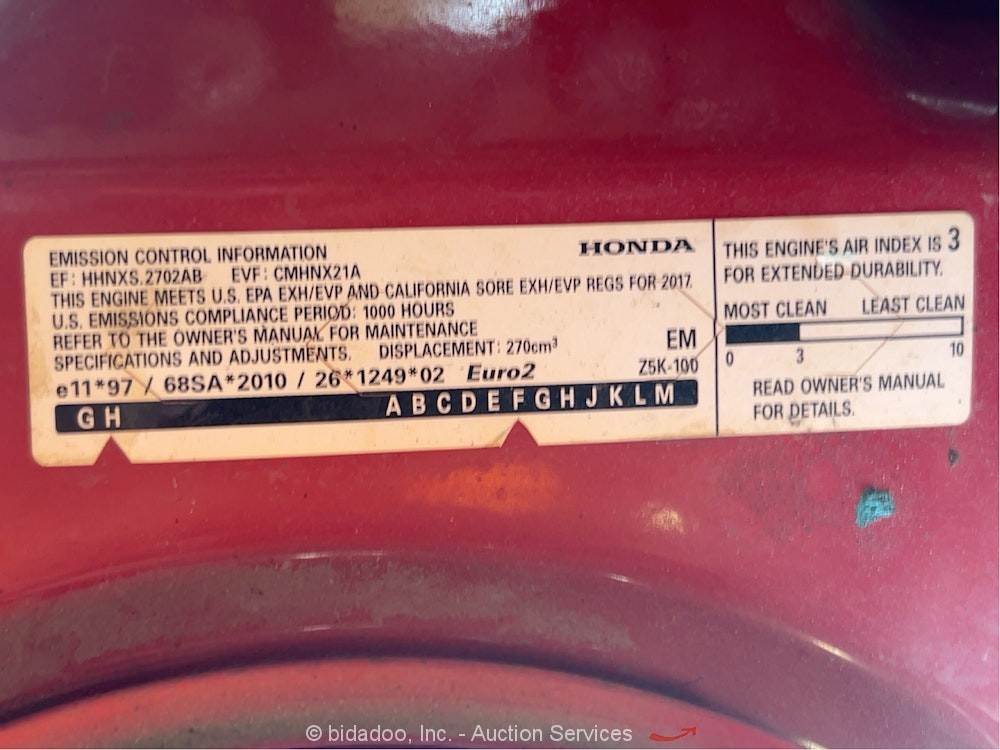 EMISSION CONTROL INFORMATION
HONDA
EF: HHNXS.2702AB EVF: CMHNX21A
THIS ENGINE MEETS U.S. EPA EXH/EVP AND CALIFORNIA SORE EXH/EVP REGS FOR 2017.
U.S. EMISSIONS COMPLIANCE PERIOD: 1000 HOURS
REFER TO THE OWNER'S MANUAL FOR MAINTENANCE
SPECIFICATIONS AND ADJUSTMENTS. DISPLACEMENT: 270cm³
EM
Z5K-100
e11*97 / 68SA*2010 / 26*1249*02 Euro2
G H A B C D E F G H J K L M
THIS ENGINE'S AIR INDEX IS 3
FOR EXTENDED DURABILITY.
MOST CLEAN LEAST CLEAN
0 3 10
READ OWNER'S MANUAL
FOR DETAILS.
© bidadoo, Inc. - Auction Services